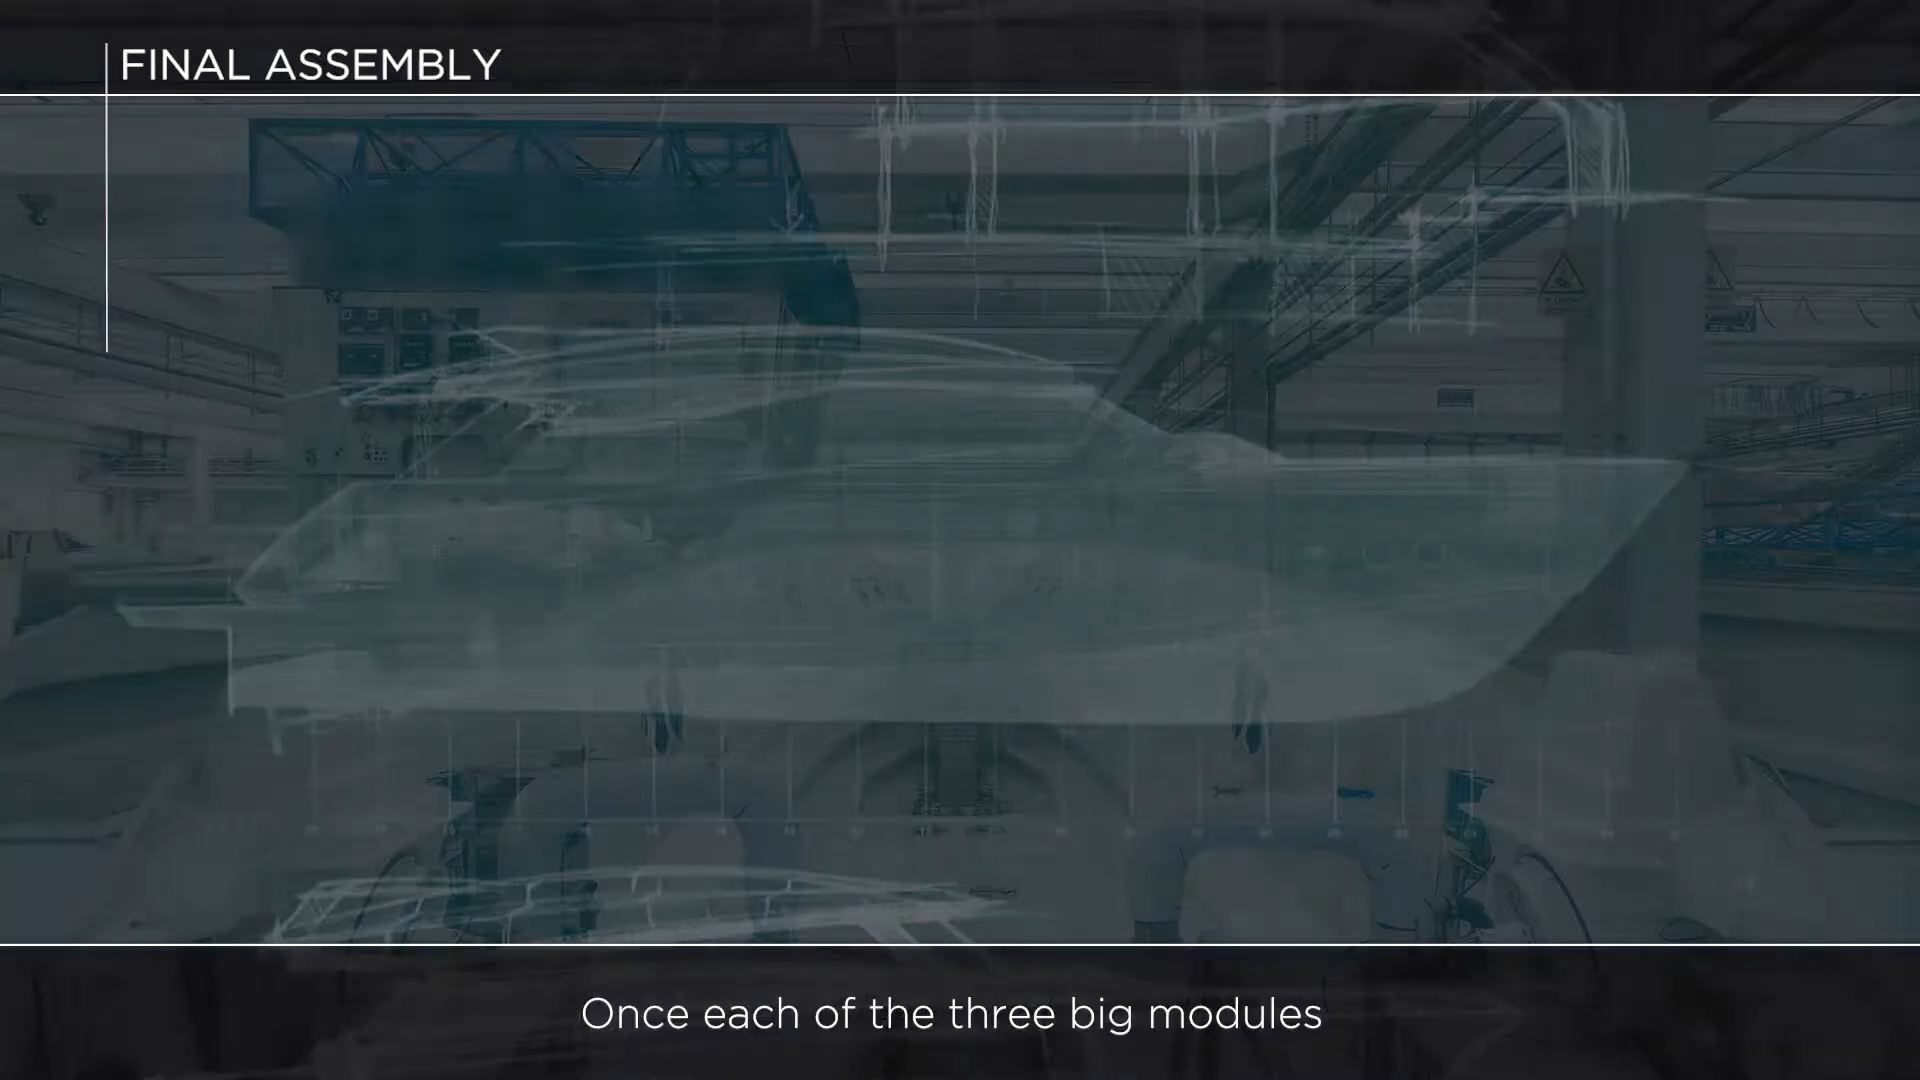 FINAL ASSEMBLY
Once each of the three big modules